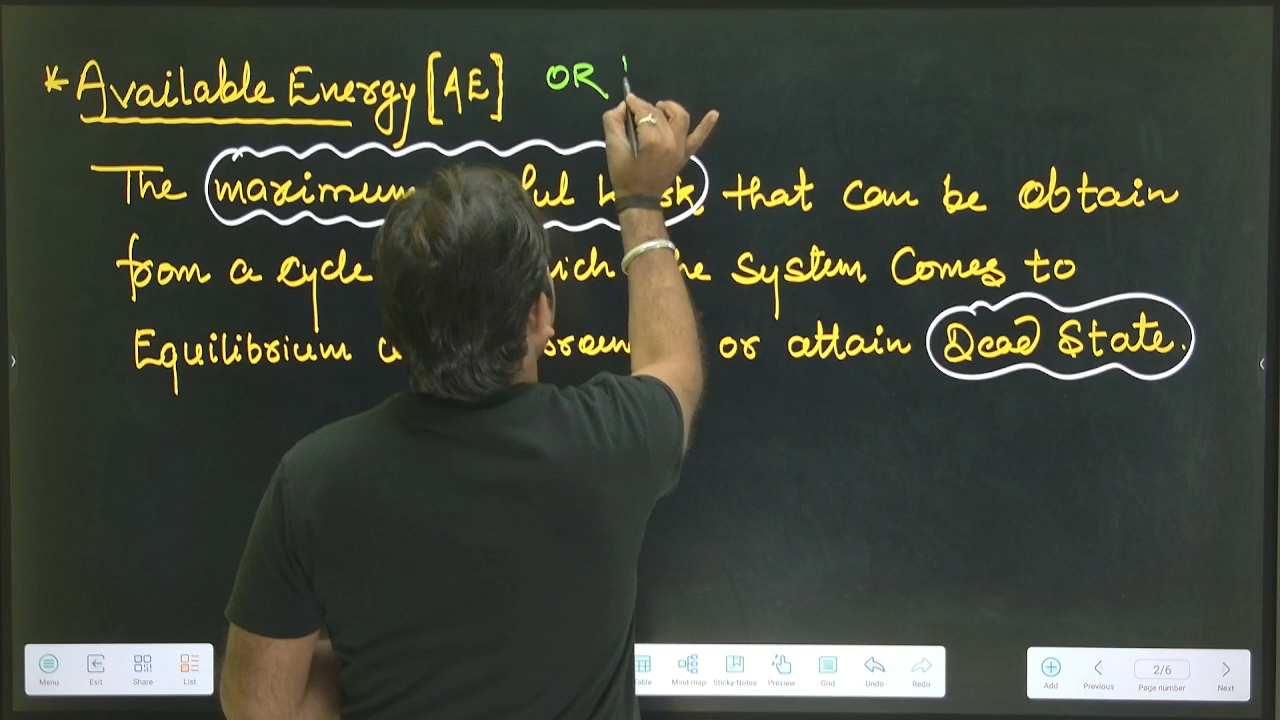 *Available Energy [AE] OR
The maximum work that can be obtain
from a cycle the system Comes to
Equilibrium or attain Dead State.
Menu Exit Share List Mind map Sticky Notes Preview Grid Undo Redo Add Previous 2/6 Page number Next